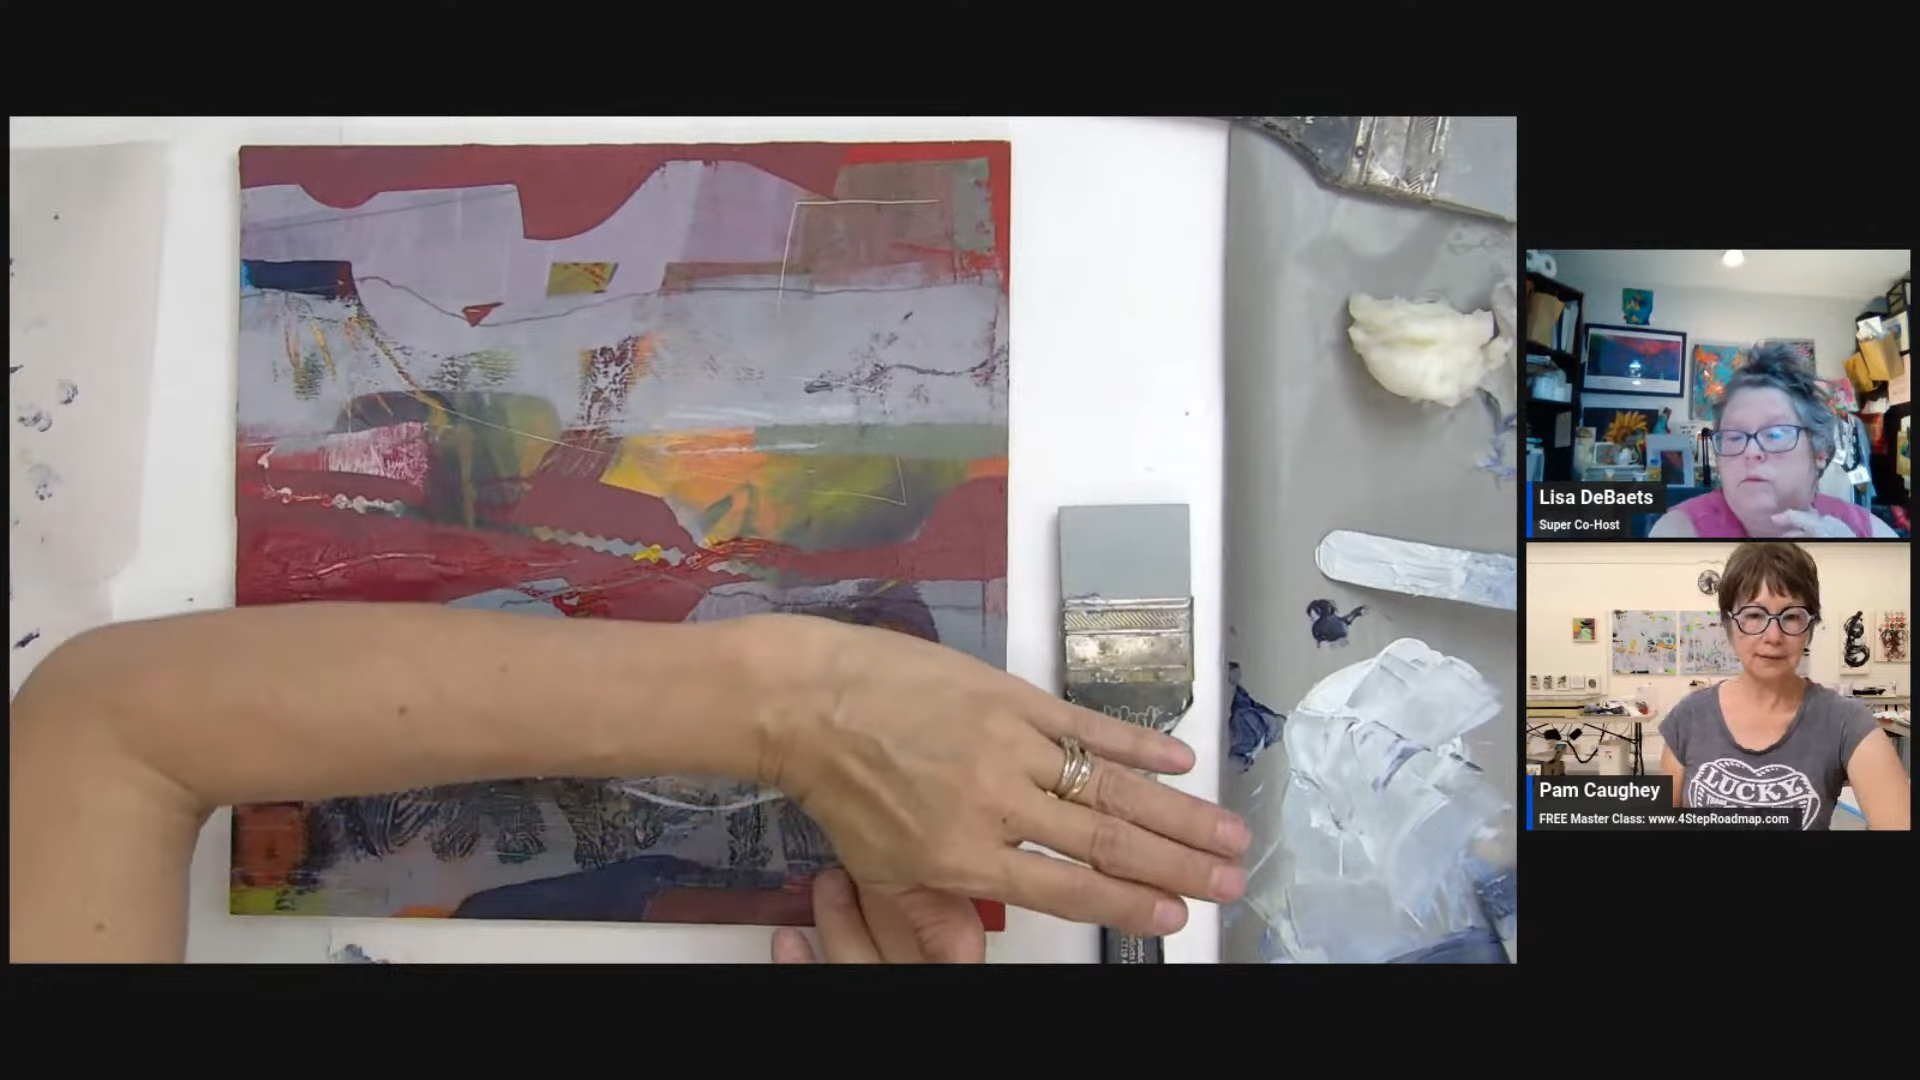 Lisa DeBaets
Super Co-Host
LUCKY
Pam Caughey
FREE Master Class: www.4StepRoadmap.com